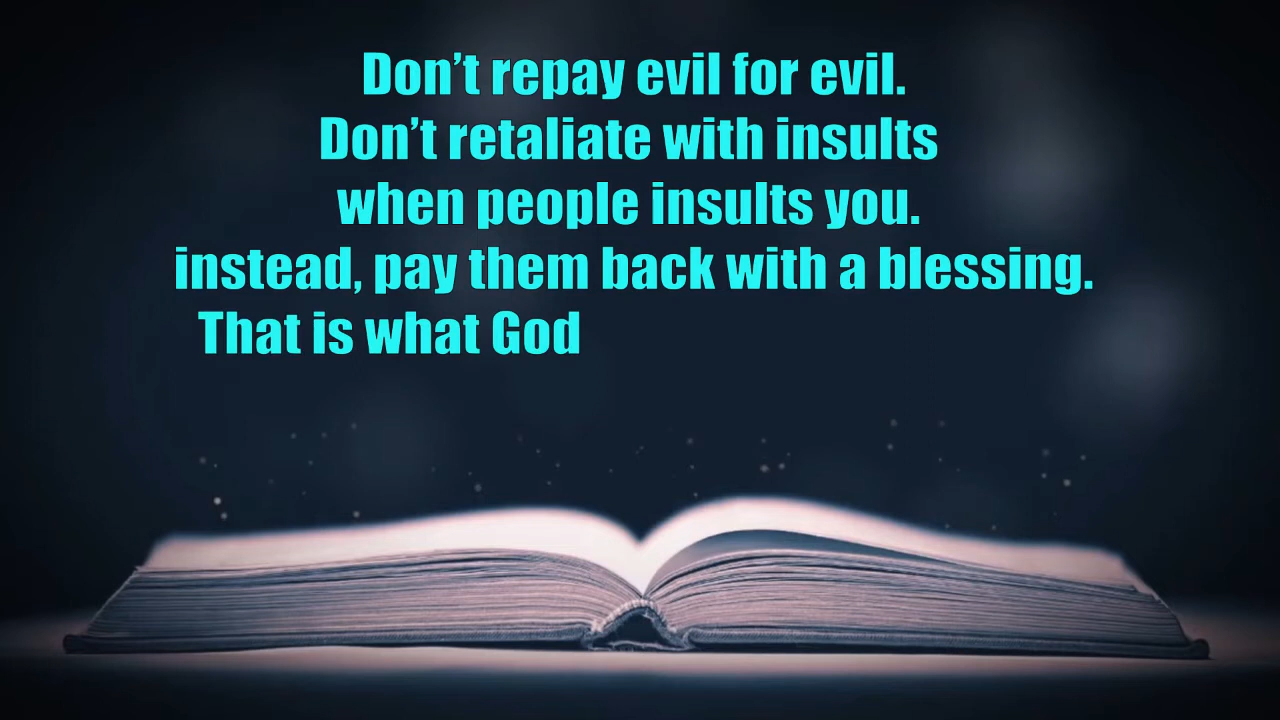 Don’t repay evil for evil.
Don’t retaliate with insults
when people insults you.
instead, pay them back with a blessing.
That is what God